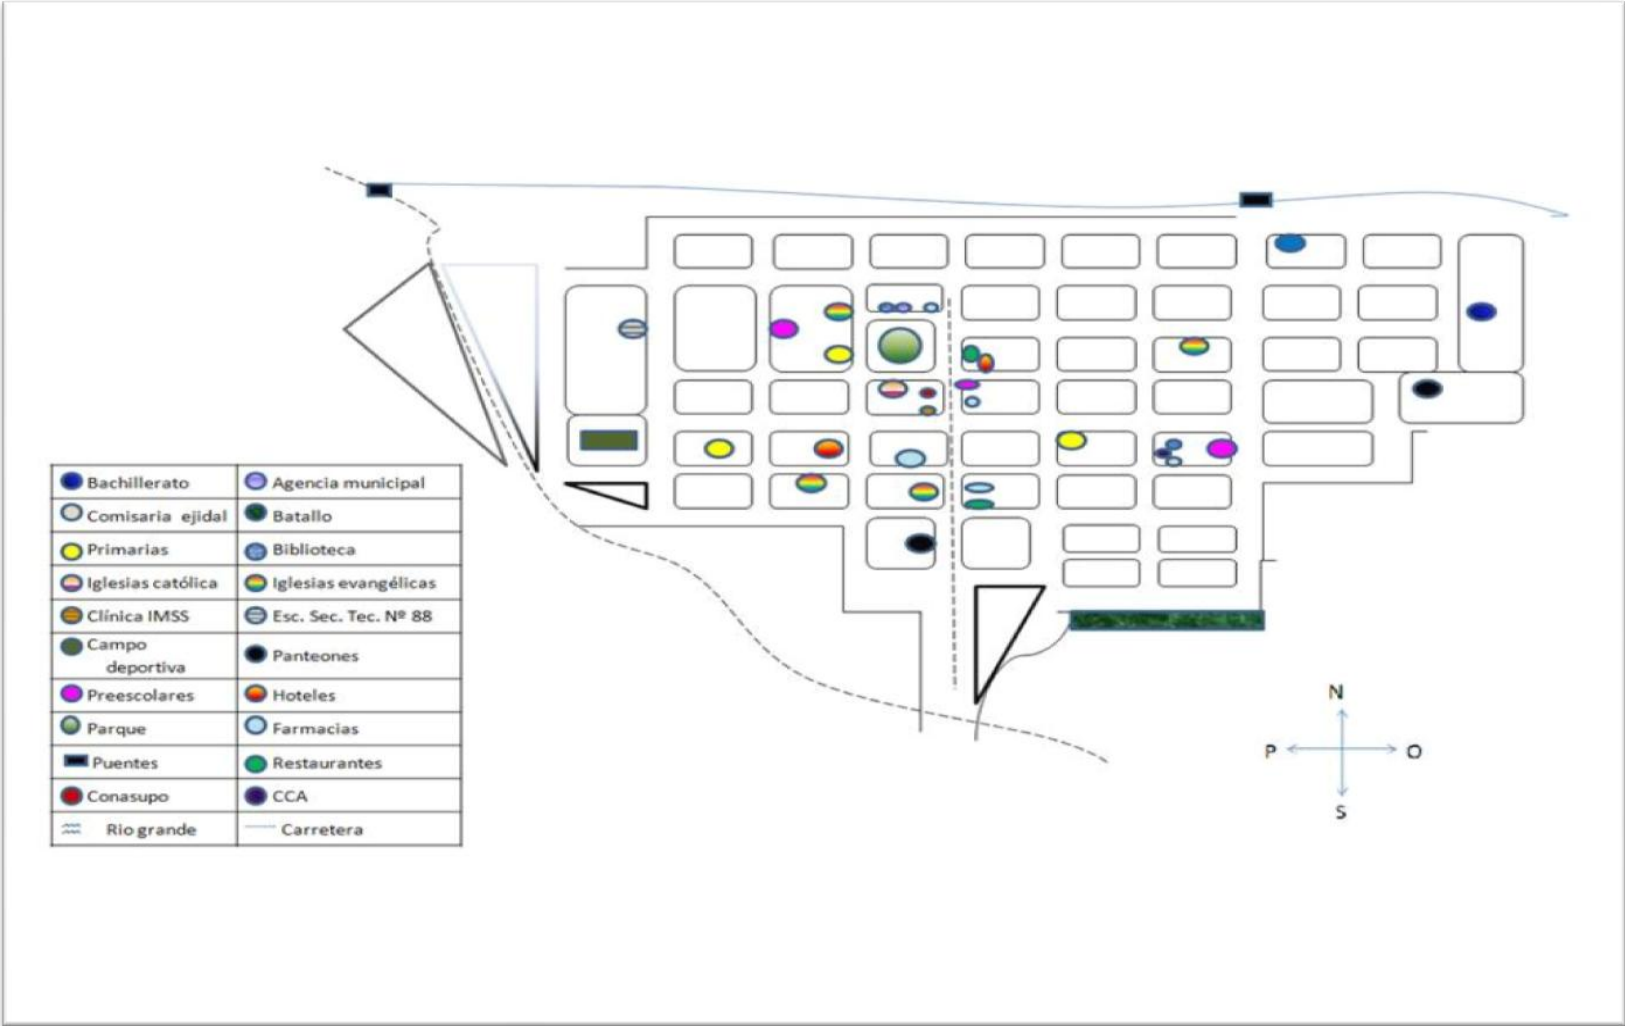 Bachillerato
Agencia municipal
Comisaria ejidal
Batallo
Primarias
Biblioteca
Iglesias católica
Iglesias evangélicas
Clínica IMSS
Esc. Sec. Tec. Nº 88
Campo
deportiva
Panteones
Preescolares
Hoteles
Parque
Farmacias
Puentes
Restaurantes
Conasupo
CCA
Rio grande
Carretera
N
P
O
S